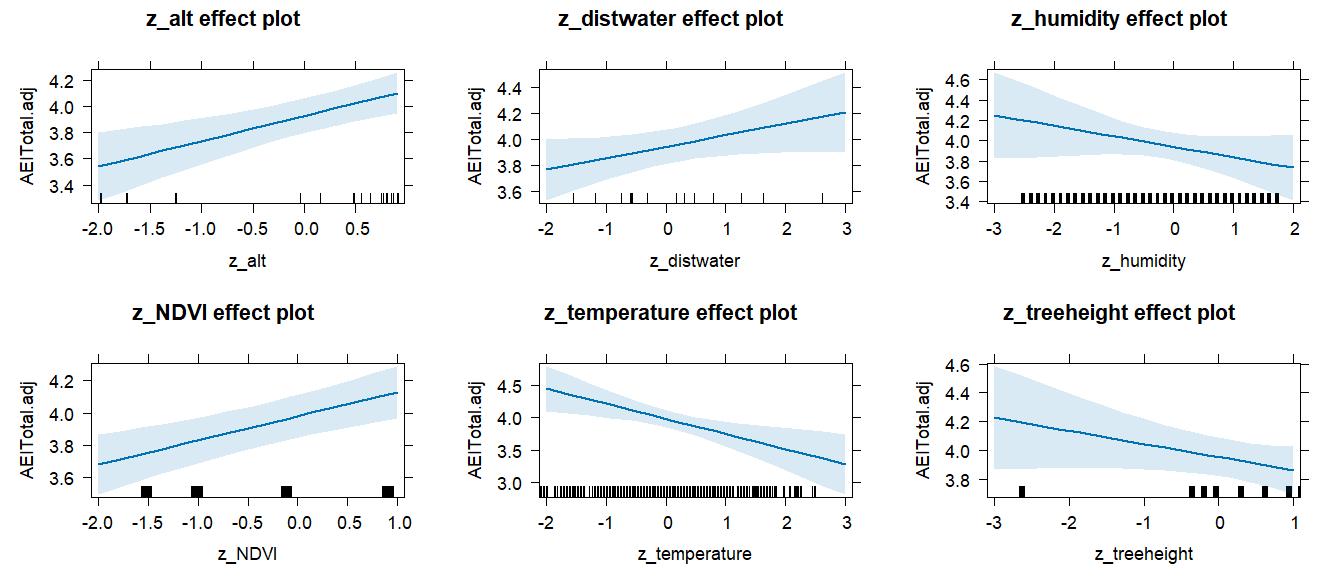 z_alt effect plot
AEITotal.adj
4.2
4.0
3.8
3.6
3.4
-2.0 -1.5 -1.0 -0.5 0.0 0.5
z_alt
z_distwater effect plot
AEITotal.adj
4.4
4.2
4.0
3.8
3.6
-2 -1 0 1 2 3
z_distwater
z_humidity effect plot
AEITotal.adj
4.6
4.4
4.2
4.0
3.8
3.6
3.4
-3 -2 -1 0 1 2
z_humidity
z_NDVI effect plot
AEITotal.adj
4.2
4.0
3.8
3.6
-2.0 -1.5 -1.0 -0.5 0.0 0.5 1.0
z_NDVI
z_temperature effect plot
AEITotal.adj
4.5
4.0
3.5
3.0
-2 -1 0 1 2 3
z_temperature
z_treeheight effect plot
AEITotal.adj
4.6
4.4
4.2
4.0
3.8
-3 -2 -1 0 1
z_treeheight